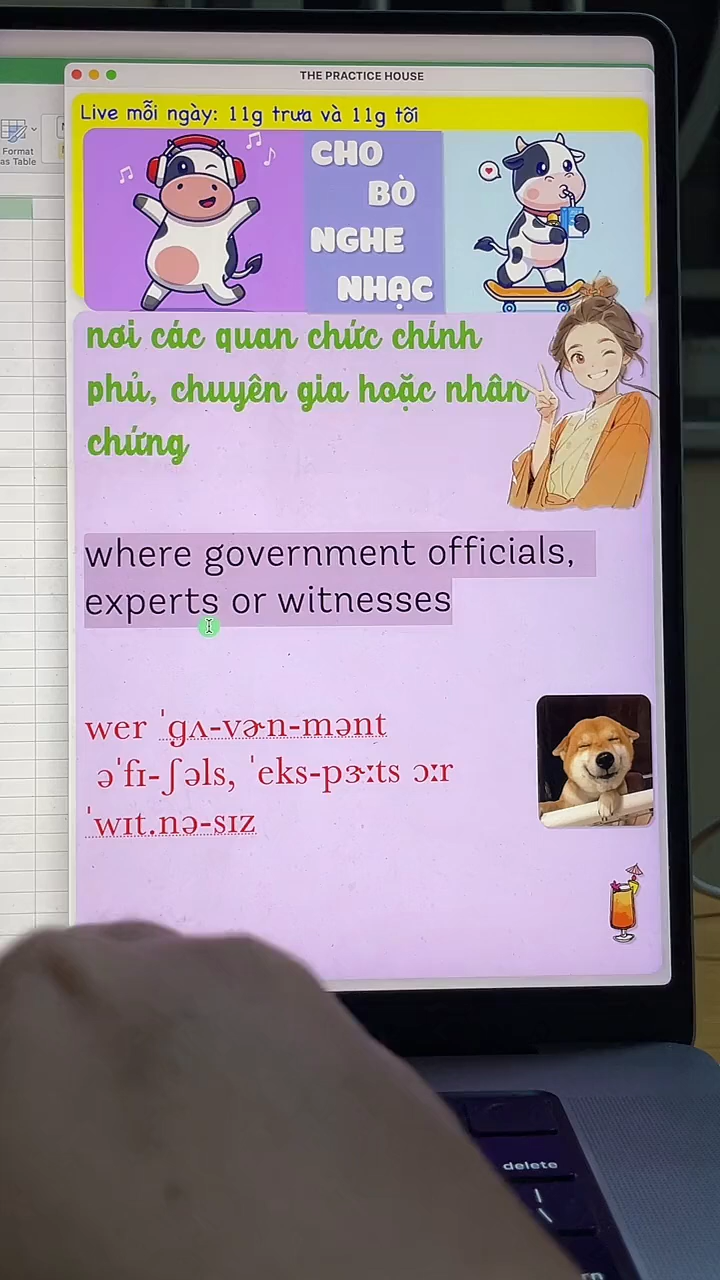 THE PRACTICE HOUSE
Live mỗi ngày: 11g trưa và 11g tối
Format
as Table
CHO
BÒ
NGHE
NHẠC
nơi các quan chức chính
phủ, chuyên gia hoặc nhân
chứng
where government officials,
experts or witnesses
wer ˈɡʌ-vɚn-mənt
əˈfɪ-ʃəls, ˈeks-pɝːts ɔːr
ˈwɪt.nə-sɪz
delete